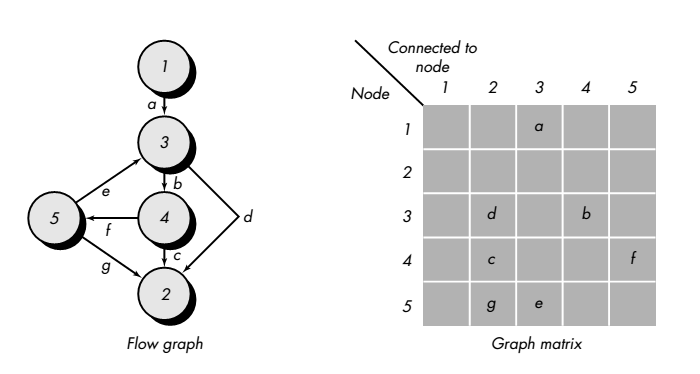 1
a
3
e
b
5
4
d
f
c
g
2
Flow graph
Connected to
node
Node
1 2 3 4 5
1 a
2
3 d b
4 c f
5 g e
Graph matrix